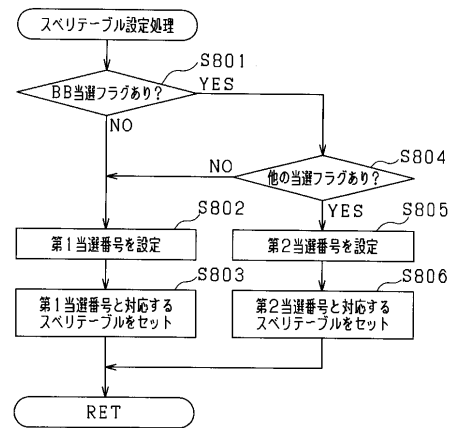 スベリテーブル設定処理
S801
BB当選フラグあり?
YES
NO
S804
NO
他の当選フラグあり?
YES
S802
S805
第1当選番号を設定
第2当選番号を設定
S803
S806
第1当選番号と対応する
スベリテーブルをセット
第2当選番号と対応する
スベリテーブルをセット
RET